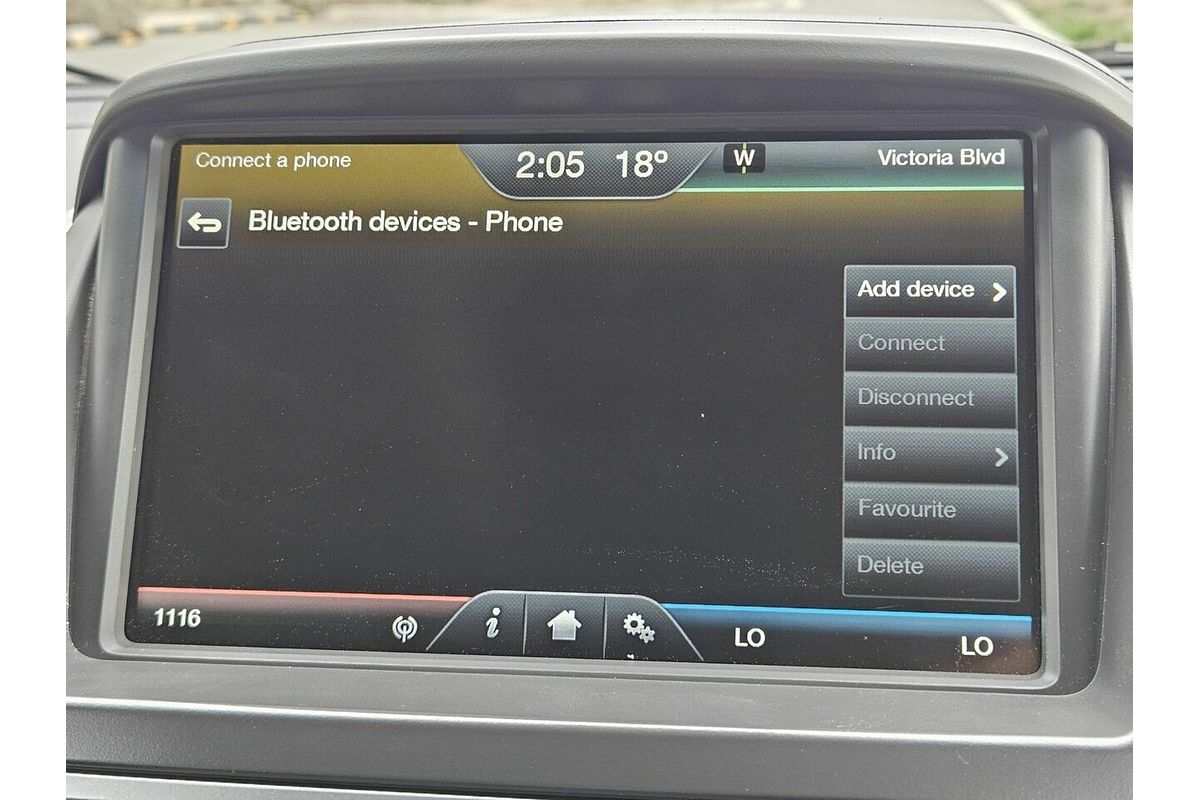 Connect a phone
2:05 18°
W
Victoria Blvd
Bluetooth devices - Phone
Add device
Connect
Disconnect
Info
Favourite
Delete
1116
i
LO
LO